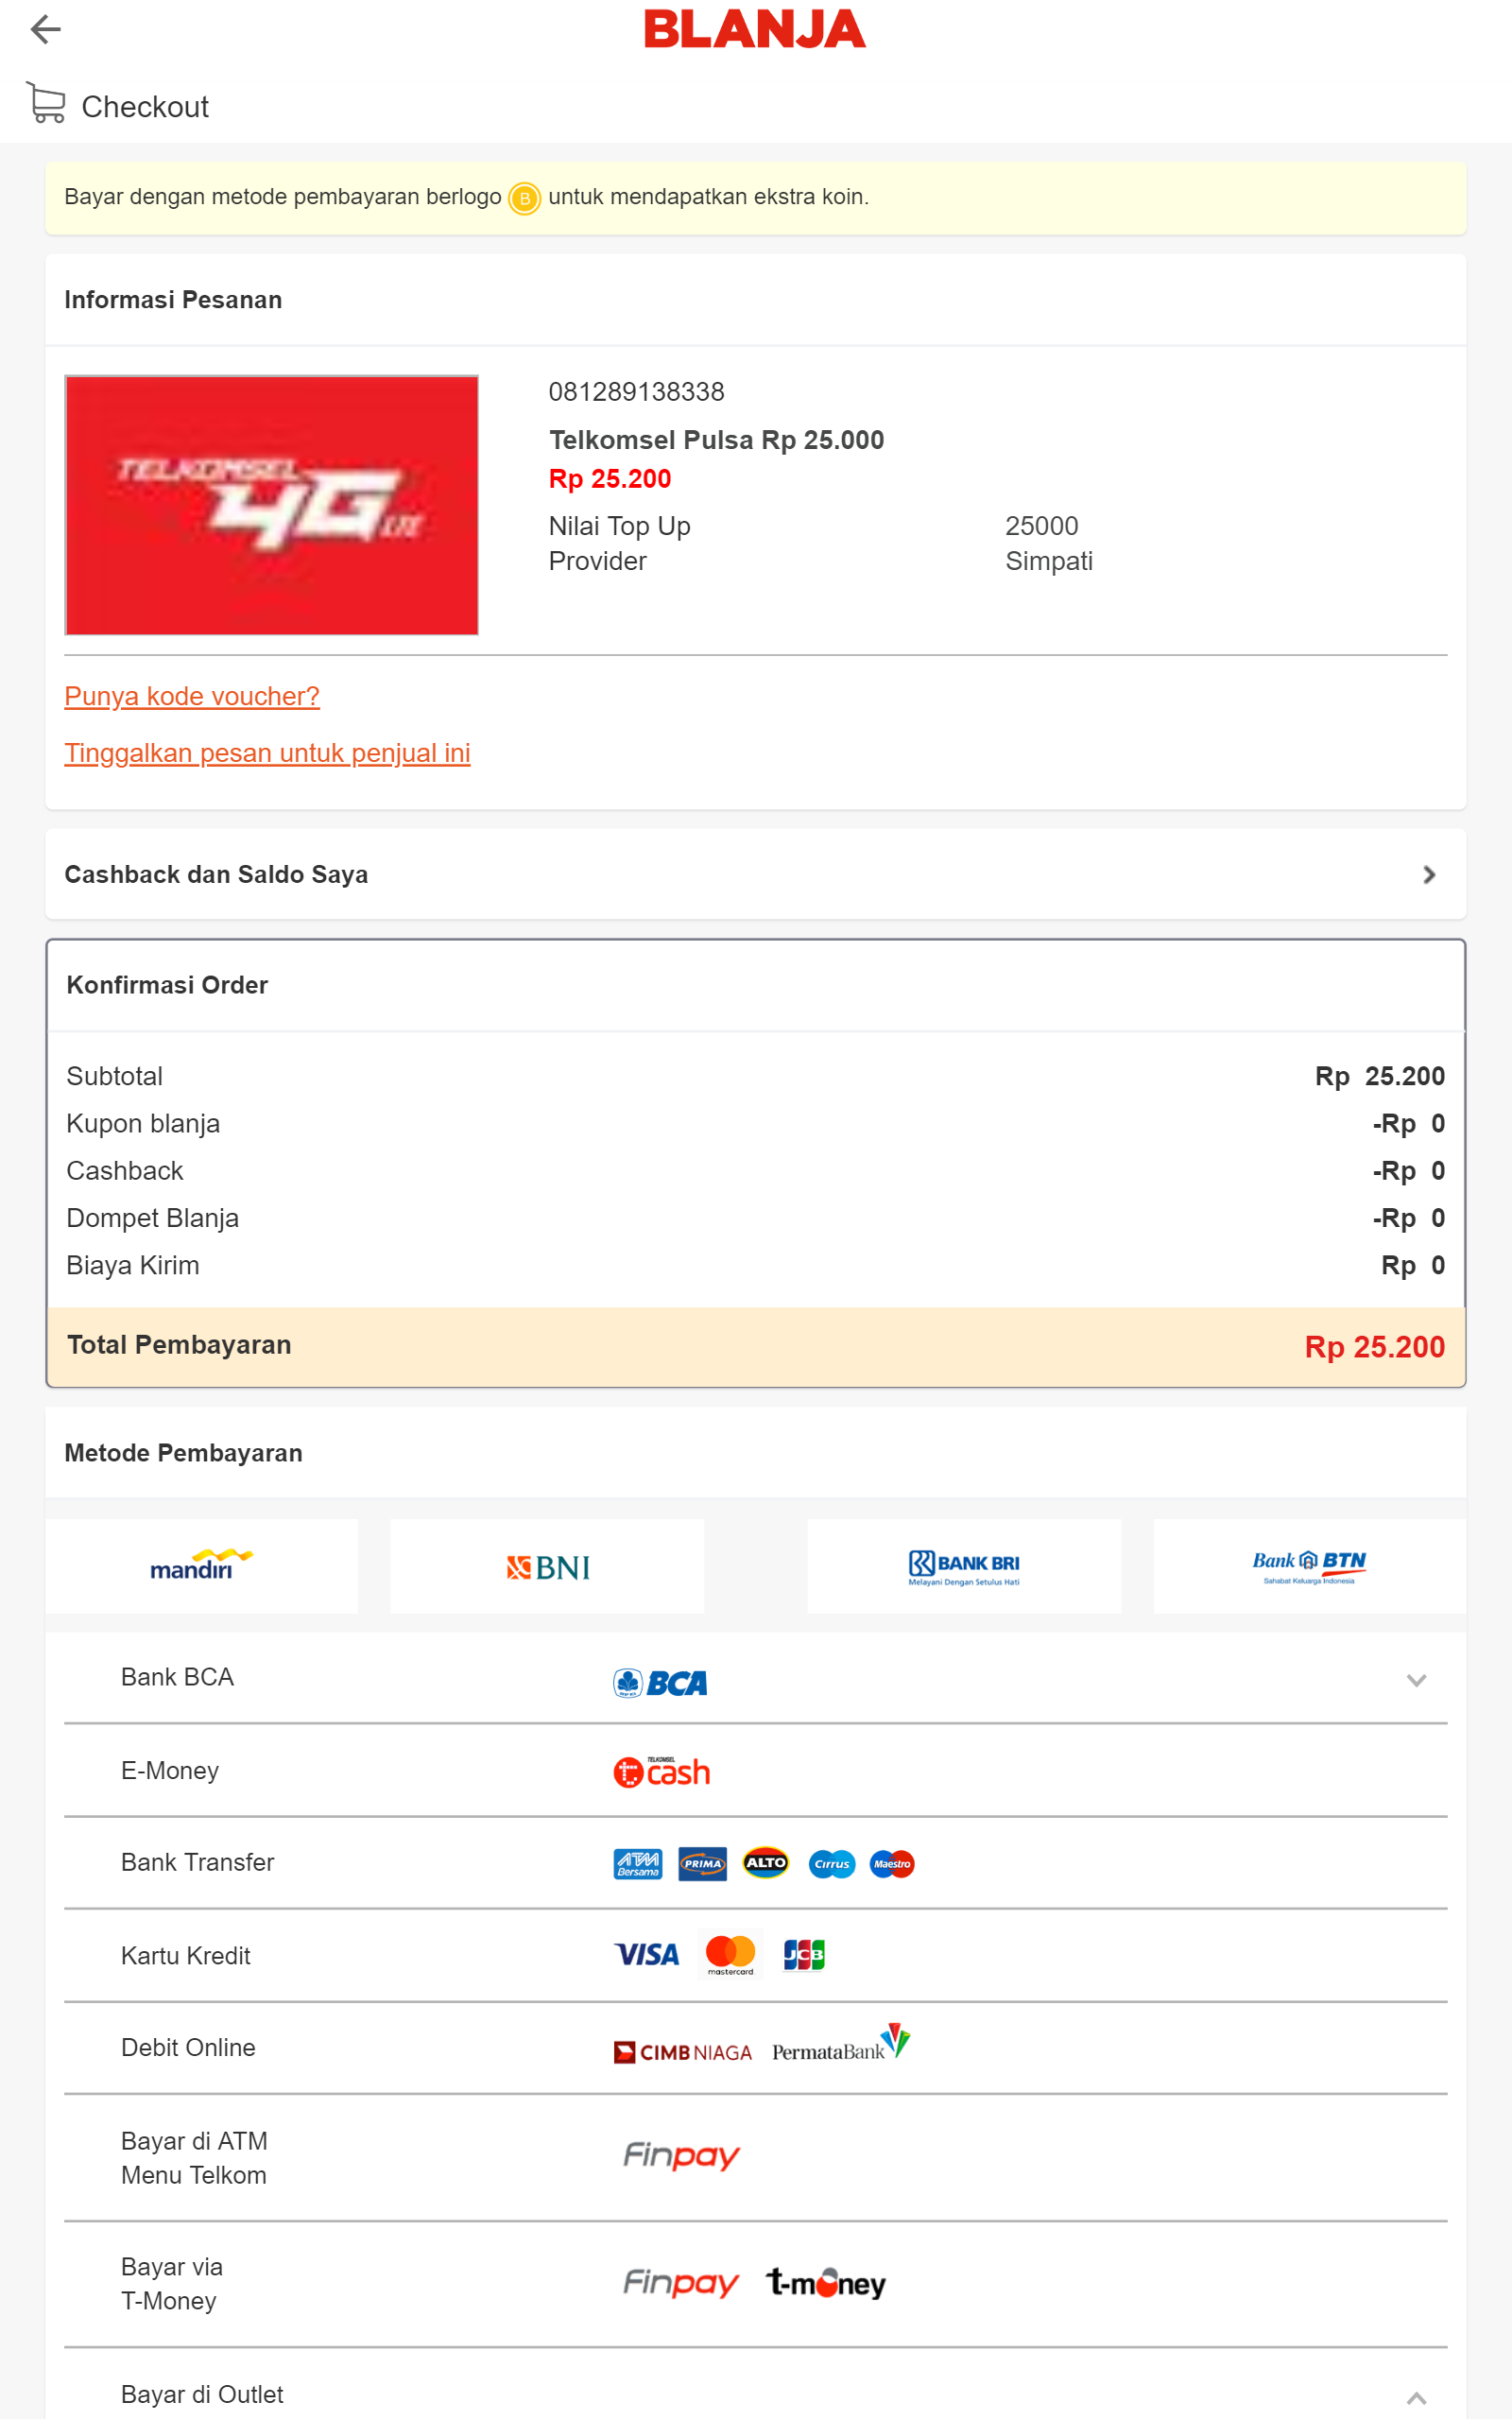 BLANJA
Checkout
Bayar dengan metode pembayaran berlogo B untuk mendapatkan ekstra koin.
Informasi Pesanan
TELKOMSEL
4G LTE
081289138338
Telkomsel Pulsa Rp 25.000
Rp 25.200
Nilai Top Up 25000
Provider Simpati
Punya kode voucher?
Tinggalkan pesan untuk penjual ini
Cashback dan Saldo Saya
Konfirmasi Order
Subtotal Rp 25.200
Kupon blanja -Rp 0
Cashback -Rp 0
Dompet Blanja -Rp 0
Biaya Kirim Rp 0
Total Pembayaran Rp 25.200
Metode Pembayaran
mandiri
BNI
BANK BRI
Melayani Dengan Setulus Hati
Bank BTN
Sahabat Keluarga Indonesia
Bank BCA BCA
E-Money TELKOMSEL t cash
Bank Transfer ATM Bersama PRIMA ALTO Cirrus Maestro
Kartu Kredit VISA mastercard JCB
Debit Online CIMB NIAGA PermataBank
Bayar di ATM
Menu Telkom
Finpay
Bayar via
T-Money
Finpay t-money
Bayar di Outlet